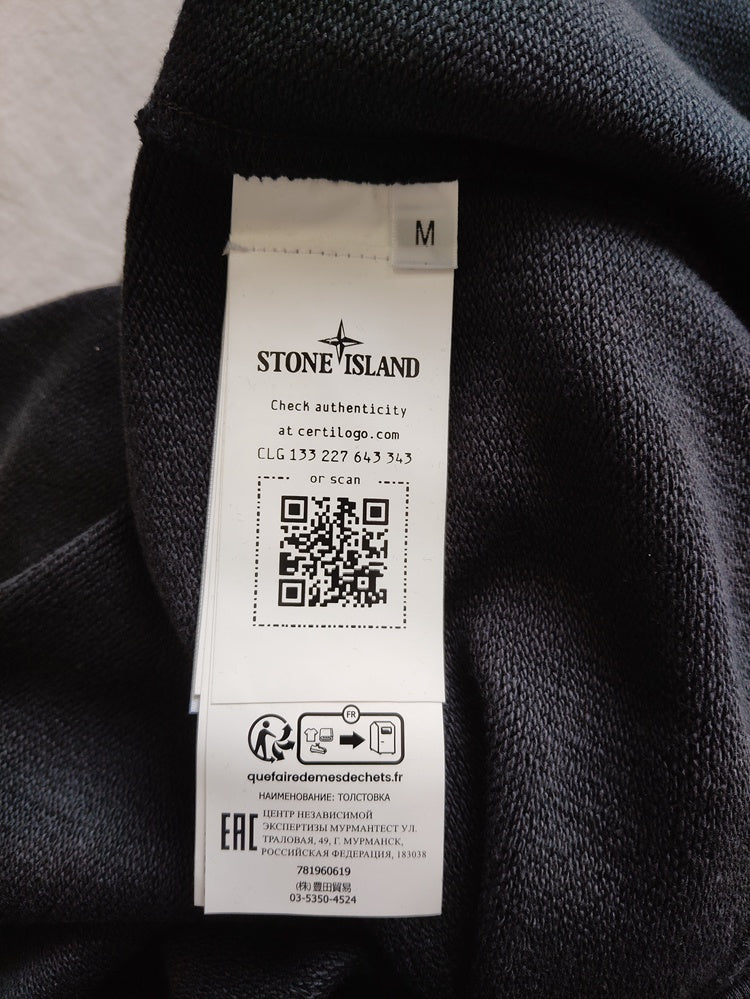 M
STONE ISLAND
Check authenticity
at certilogo.com
CLG 133 227 643 343
or scan
FR
quefairedemesdechets.fr
НАИМЕНОВАНИЕ: ТОЛСТОВКА
EAC
ЦЕНТР НЕЗАВИСИМОЙ
ЭКСПЕРТИЗЫ МУРМАНТЕСТ УЛ.
ТРАЛОВАЯ, 49, Г. МУРМАНСК,
РОССИЙСКАЯ ФЕДЕРАЦИЯ, 183038
781960619
(株) 豊田貿易
03-5350-4524